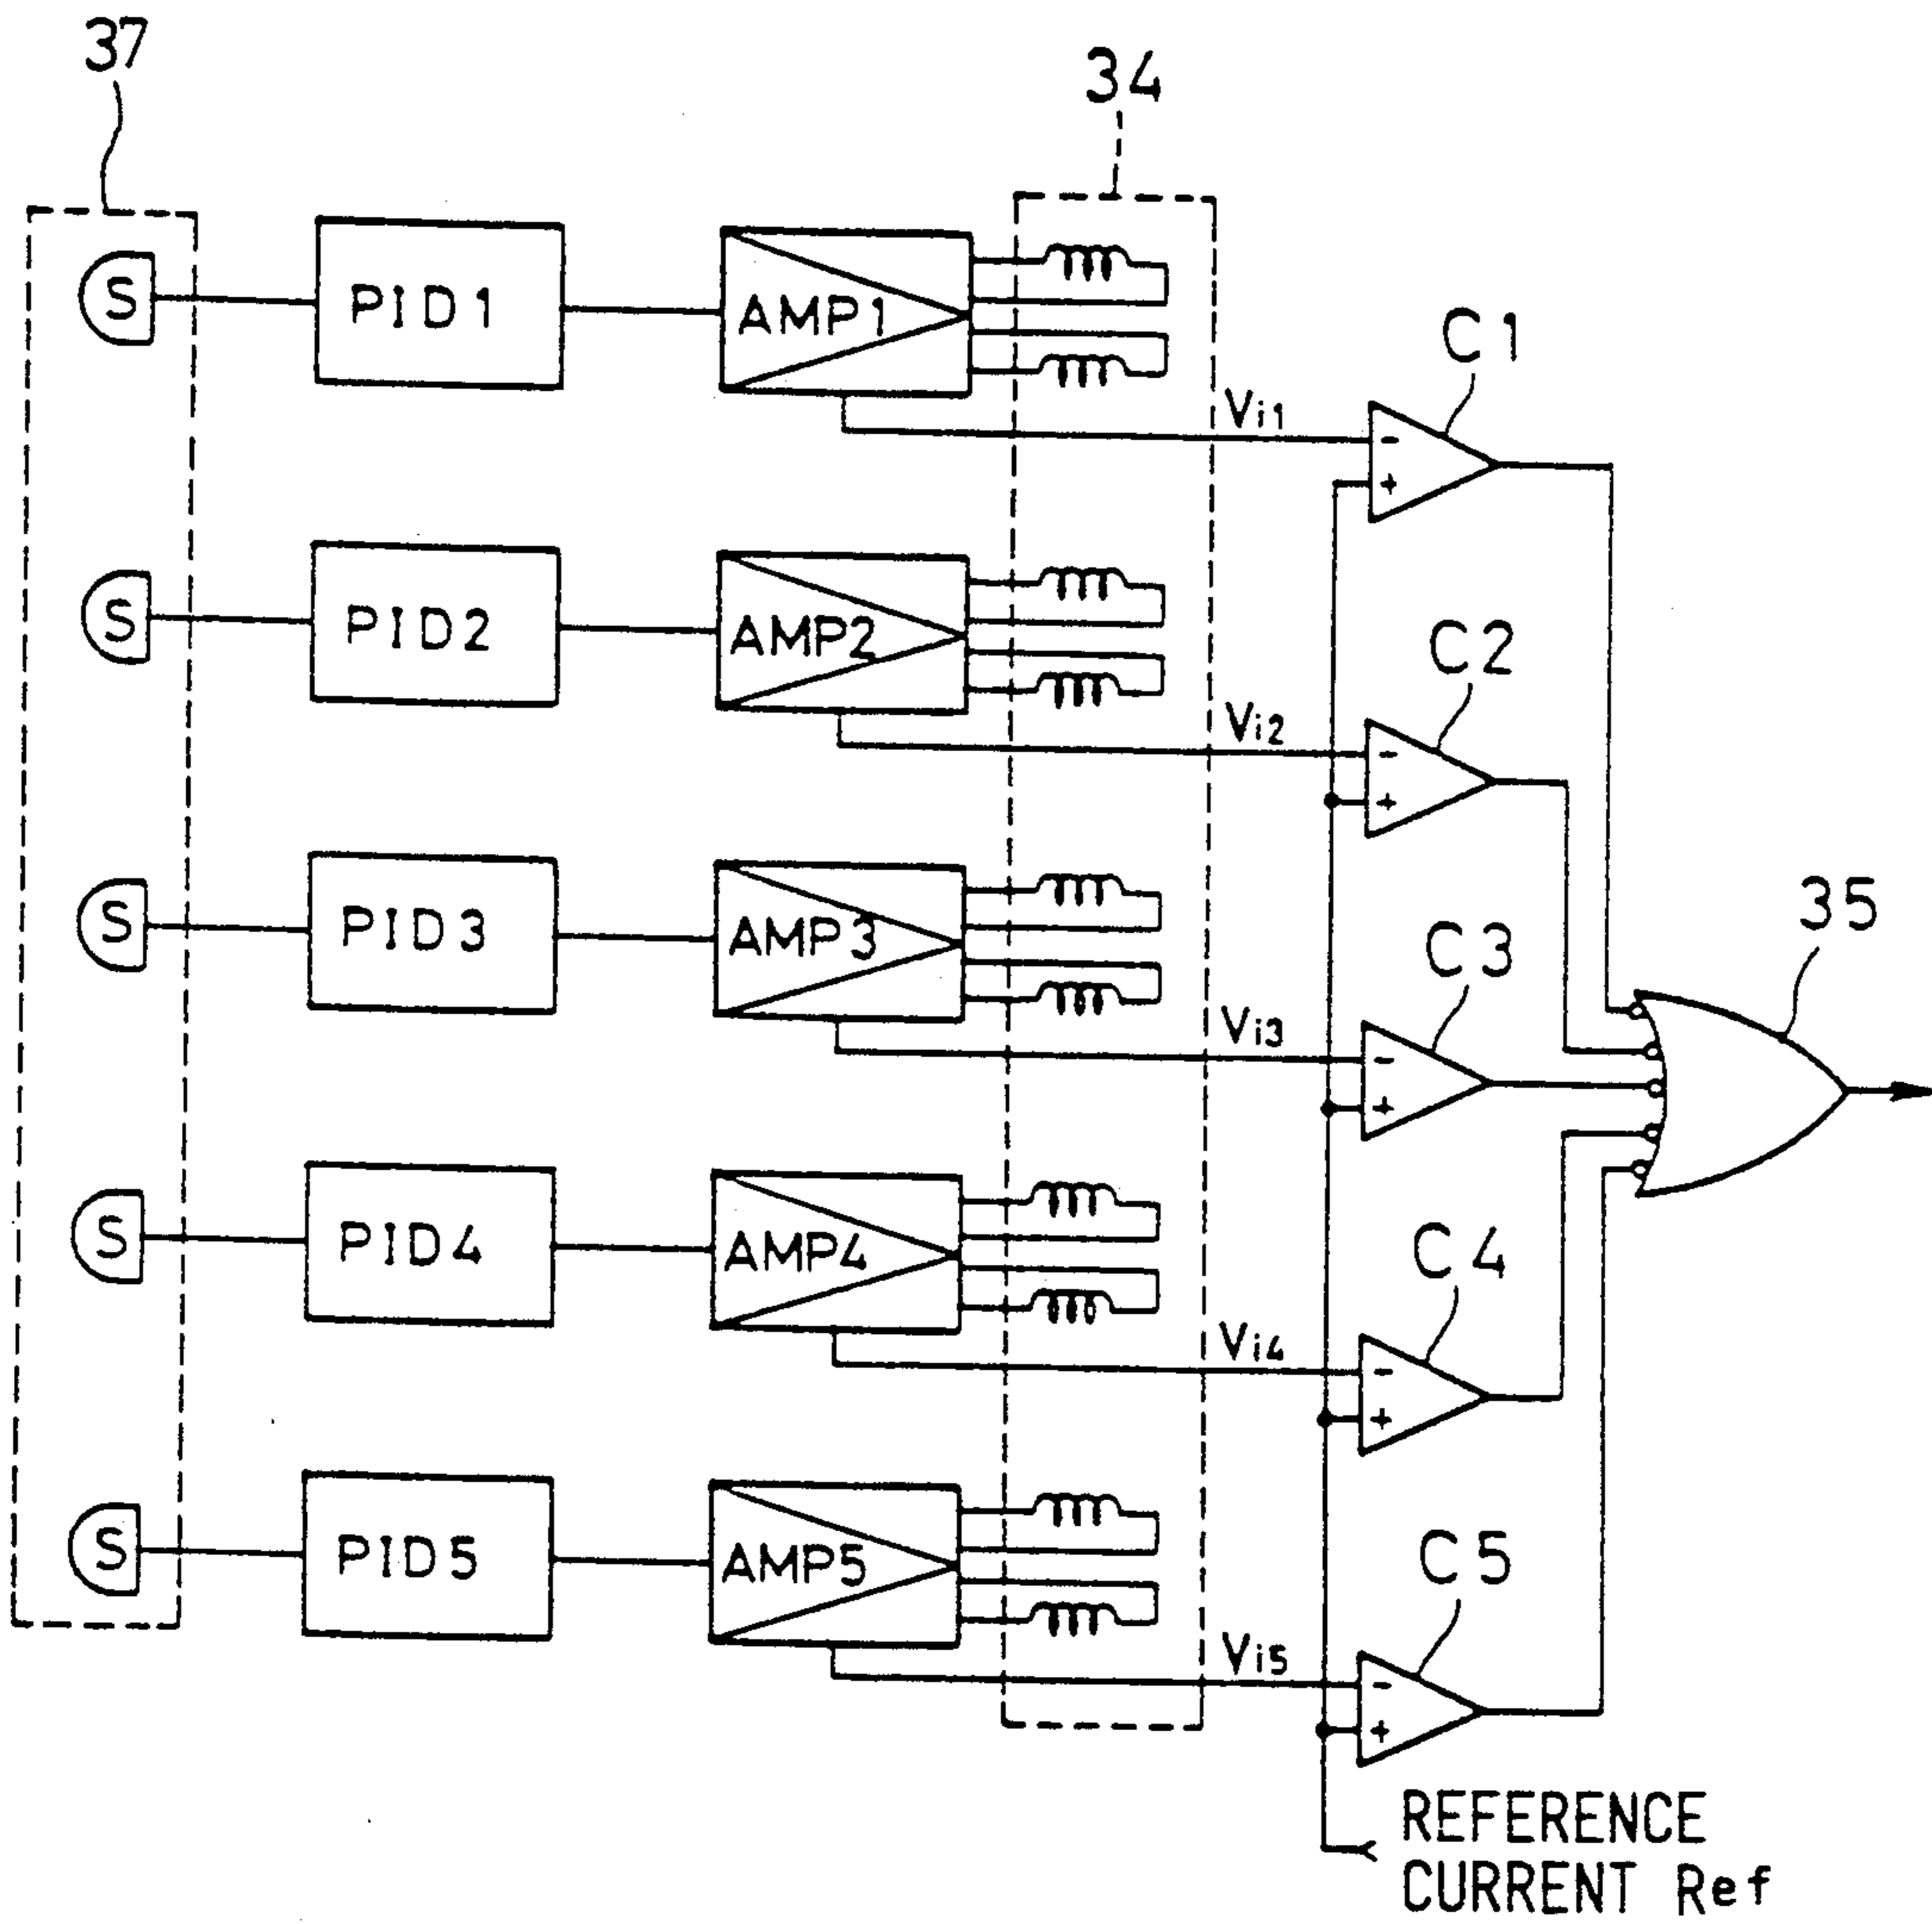 37
34
S
PID1
AMP1
Vi1
C1
-
+
S
PID2
AMP2
Vi2
C2
-
+
S
PID3
AMP3
Vi3
C3
-
+
35
S
PID4
AMP4
Vi4
C4
-
+
S
PID5
AMP5
Vi5
C5
-
+
REFERENCE
CURRENT Ref